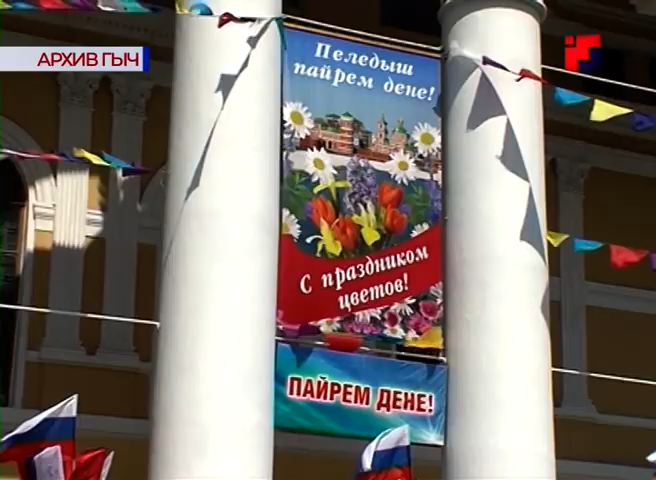 АРХИВ ГЫЧ
Пеледыш
пайрем дене!
С праздником
цветов!
ПАЙРЕМ ДЕНЕ!